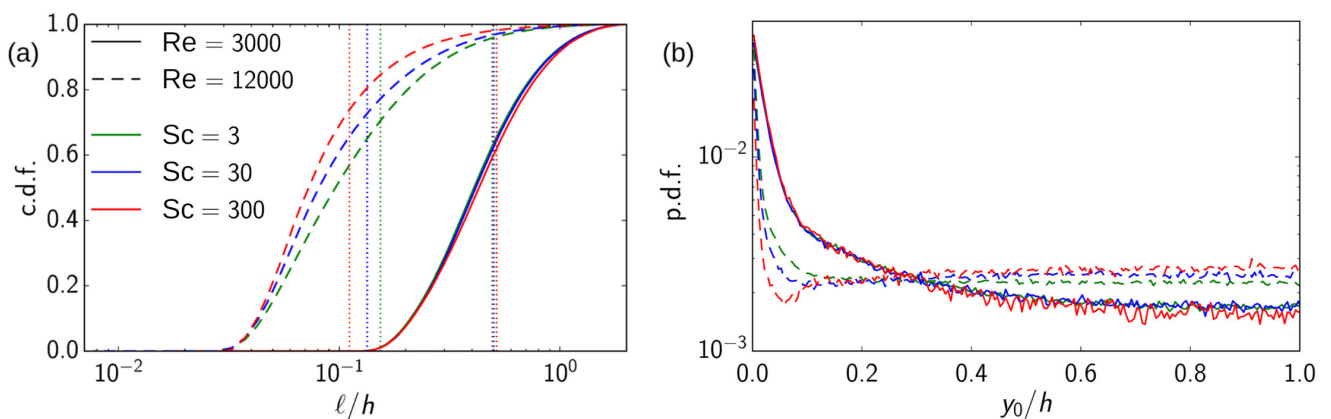 (a)
c.d.f.
1.0
0.8
0.6
0.4
0.2
0.0
Re = 3000
Re = 12000
Sc = 3
Sc = 30
Sc = 300
10⁻² 10⁻¹ 10⁰
ℓ/h
(b)
p.d.f.
10⁻²
10⁻³
0.0 0.2 0.4 0.6 0.8 1.0
y₀/h